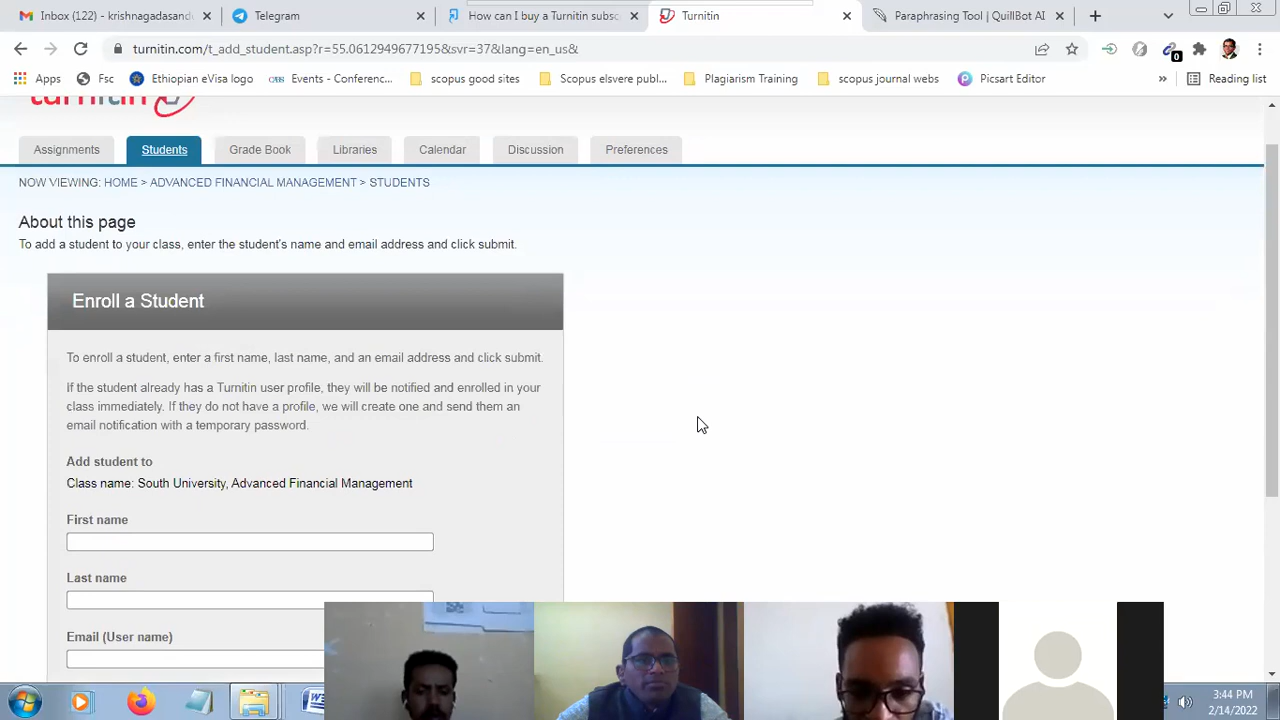 Inbox (122) - krishnagadasandu
Telegram
How can I buy a Turnitin subsc
Turnitin
Paraphrasing Tool | QuillBot AI
turnitin.com/t_add_student.asp?r=55.0612949677195&svr=37&lang=en_us&
0
Apps
Fsc
Ethiopian eVisa logo
Events - Conferenc...
scopus good sites
Scopus elsvere publ...
Plagiarism Training
scopus journal webs
Picsart Editor
»
Reading list
turnitin
Assignments
Students
Grade Book
Libraries
Calendar
Discussion
Preferences
NOW VIEWING: HOME > ADVANCED FINANCIAL MANAGEMENT > STUDENTS
About this page
To add a student to your class, enter the student's name and email address and click submit.
Enroll a Student
To enroll a student, enter a first name, last name, and an email address and click submit.
If the student already has a Turnitin user profile, they will be notified and enrolled in your
class immediately. If they do not have a profile, we will create one and send them an
email notification with a temporary password.
Add student to
Class name: South University, Advanced Financial Management
First name
Last name
Email (User name)
3:44 PM
2/14/2022